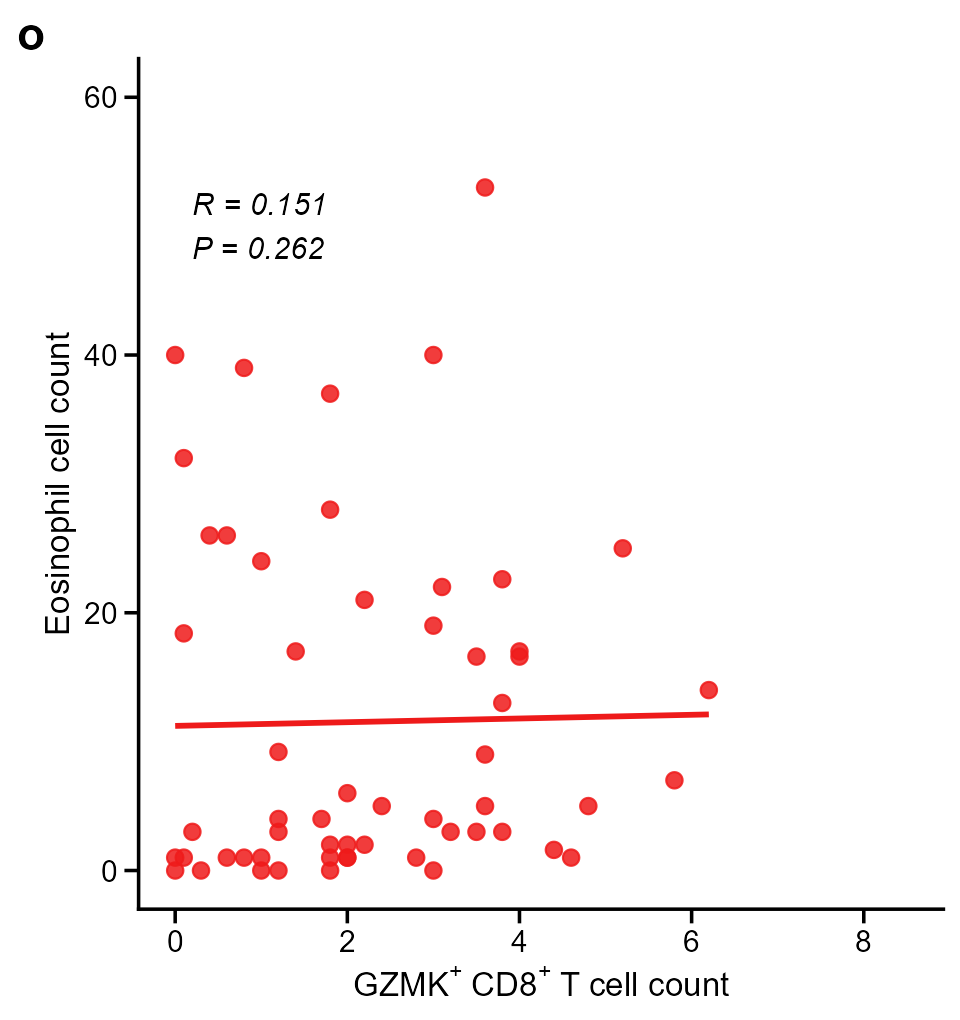 o
60
R = 0.151
P = 0.262
40
20
0
Eosinophil cell count
0 2 4 6 8
GZMK⁺ CD8⁺ T cell count